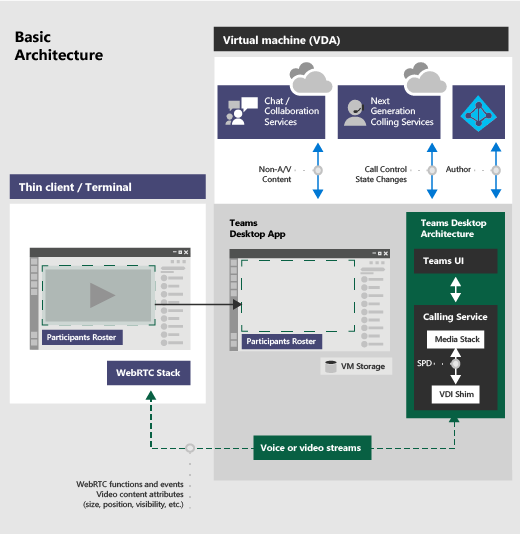 Basic
Architecture
Virtual machine (VDA)
Chat /
Collaboration
Services
Next
Generation
Colling Services
Non-A/V
Content
Call Control
State Changes
Author
Thin client / Terminal
Teams
Desktop App
Teams Desktop
Architecture
Teams UI
Calling Service
Media Stack
SPD
VDI Shim
Participants Roster
Participants Roster
WebRTC Stack
VM Storage
Voice or video streams
WebRTC functions and events
Video content attributes
(size, position, visibility, etc.)